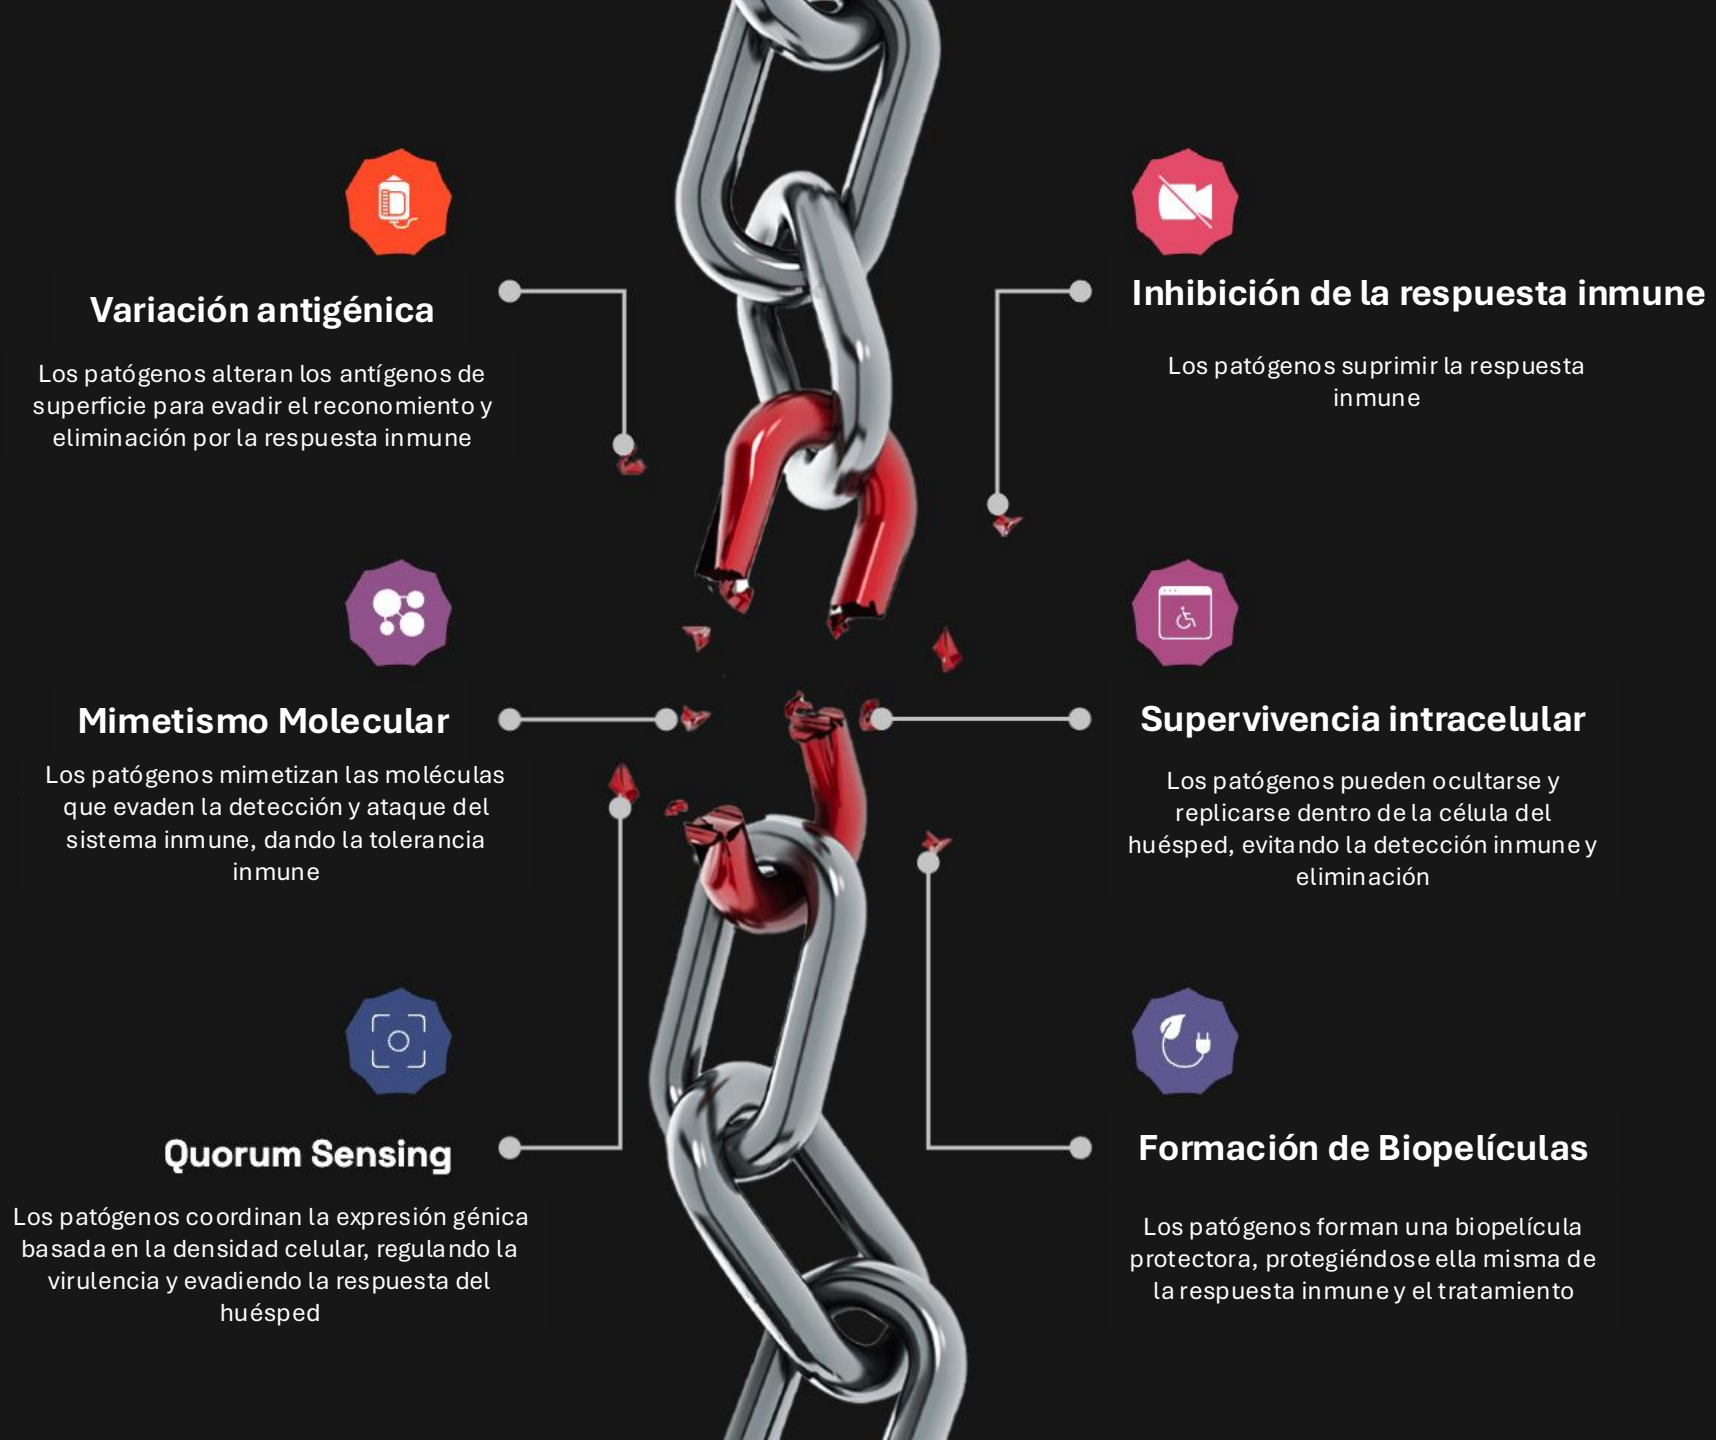 Variación antigénica
Los patógenos alteran los antígenos de
superficie para evadir el reconomiento y
eliminación por la respuesta inmune
Inhibición de la respuesta inmune
Los patógenos suprimir la respuesta
inmune
Mimetismo Molecular
Los patógenos mimetizan las moléculas
que evaden la detección y ataque del
sistema inmune, dando la tolerancia
inmune
Supervivencia intracelular
Los patógenos pueden ocultarse y
replicarse dentro de la célula del
huésped, evitando la detección inmune y
eliminación
Quorum Sensing
Los patógenos coordinan la expresión génica
basada en la densidad celular, regulando la
virulencia y evadiendo la respuesta del
huésped
Formación de Biopelículas
Los patógenos forman una biopelícula
protectora, protegiéndose ella misma de
la respuesta inmune y el tratamiento